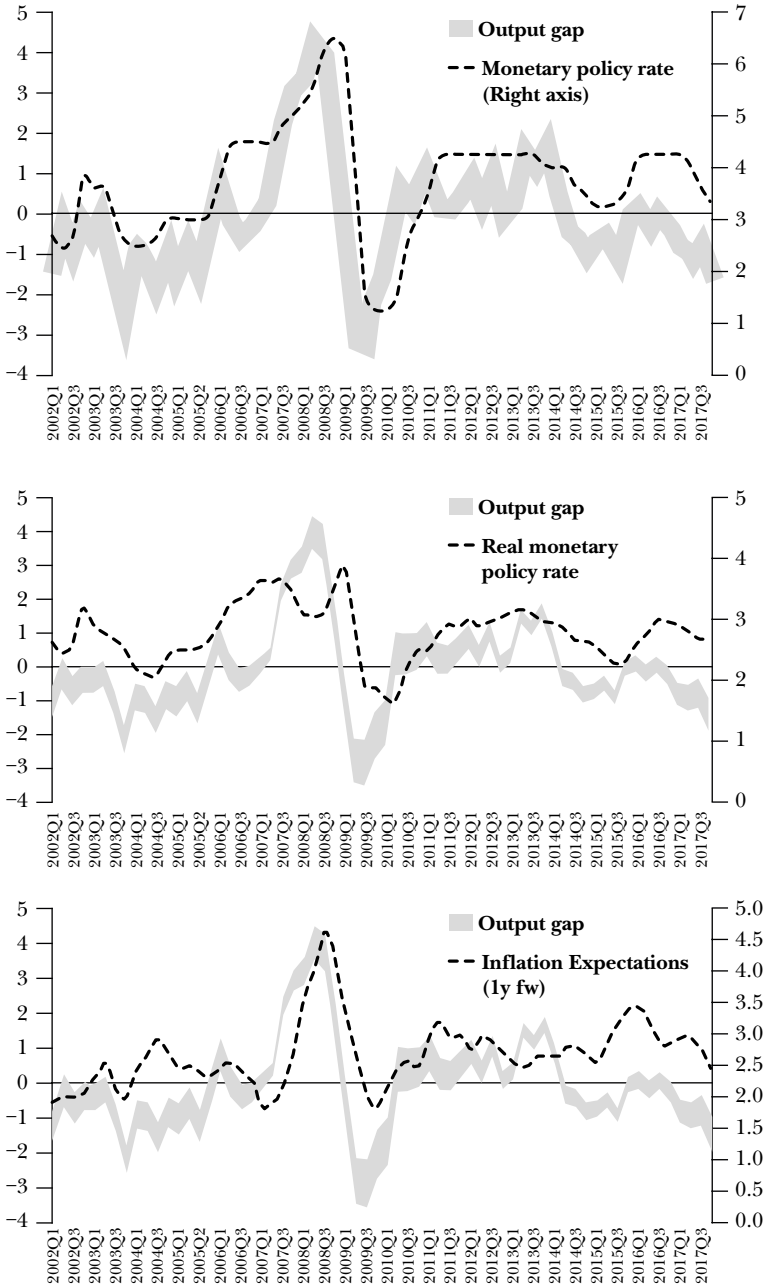 5
4
3
2
1
0
−1
−2
−3
−4
7
6
5
4
3
2
1
0
Output gap
Monetary policy rate
(Right axis)
2002Q1
2002Q3
2003Q1
2003Q3
2004Q1
2004Q3
2005Q1
2005Q2
2006Q1
2006Q3
2007Q1
2007Q3
2008Q1
2008Q3
2009Q1
2009Q3
2010Q1
2010Q3
2011Q1
2011Q3
2012Q1
2012Q3
2013Q1
2013Q3
2014Q1
2014Q3
2015Q1
2015Q3
2016Q1
2016Q3
2017Q1
2017Q3
5
4
3
2
1
0
−1
−2
−3
−4
5
4
3
2
1
0
Output gap
Real monetary
policy rate
2002Q1
2002Q3
2003Q1
2003Q3
2004Q1
2004Q3
2005Q1
2005Q2
2006Q1
2006Q3
2007Q1
2007Q3
2008Q1
2008Q3
2009Q1
2009Q3
2010Q1
2010Q3
2011Q1
2011Q3
2012Q1
2012Q3
2013Q1
2013Q3
2014Q1
2014Q3
2015Q1
2015Q3
2016Q1
2016Q3
2017Q1
2017Q3
5
4
3
2
1
0
−1
−2
−3
−4
5.0
4.5
4.0
3.5
3.0
2.5
2.0
1.5
1.0
0.5
0.0
Output gap
Inflation Expectations
(1y fw)
2002Q1
2002Q3
2003Q1
2003Q3
2004Q1
2004Q3
2005Q1
2005Q2
2006Q1
2006Q3
2007Q1
2007Q3
2008Q1
2008Q3
2009Q1
2009Q3
2010Q1
2010Q3
2011Q1
2011Q3
2012Q1
2012Q3
2013Q1
2013Q3
2014Q1
2014Q3
2015Q1
2015Q3
2016Q1
2016Q3
2017Q1
2017Q3